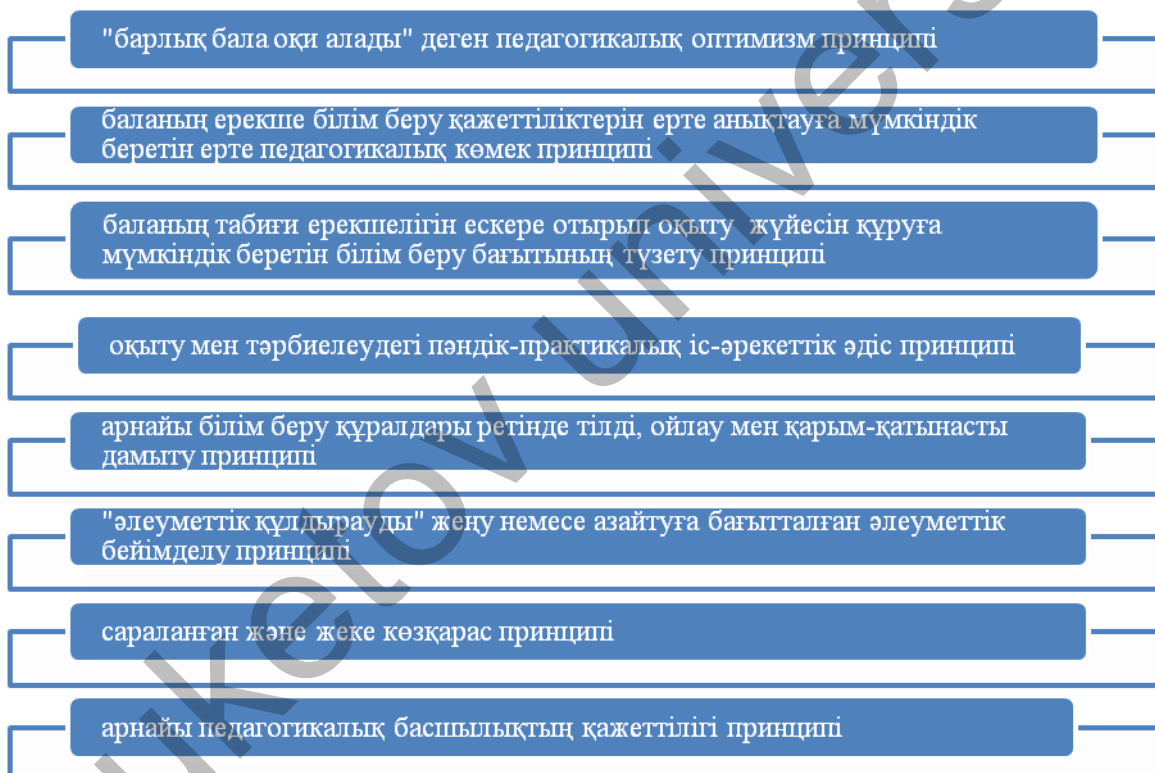 "барлық бала оқи алады" деген педагогикалық оптимизм принципі
баланың ерекше білім беру қажеттіліктерін ерте анықтауға мүмкіндік
беретін ерте педагогикалық көмек принципі
баланың табиғи ерекшелігін ескере отырып оқыту жүйесін құруға
мүмкіндік беретін білім беру бағытының түзету принципі
оқыту мен тәрбиелеудегі пәндік-практикалық іс-әрекеттік әдіс принципі
арнайы білім беру құралдары ретінде тілді, ойлау мен қарым-қатынасты
дамыту принципі
"әлеуметтік құлдырауды" жеңу немесе азайтуға бағытталған әлеуметтік
бейімделу принципі
сараланған және жеке көзқарас принципі
арнайы педагогикалық басшылықтың қажеттілігі принципі
uketov univers